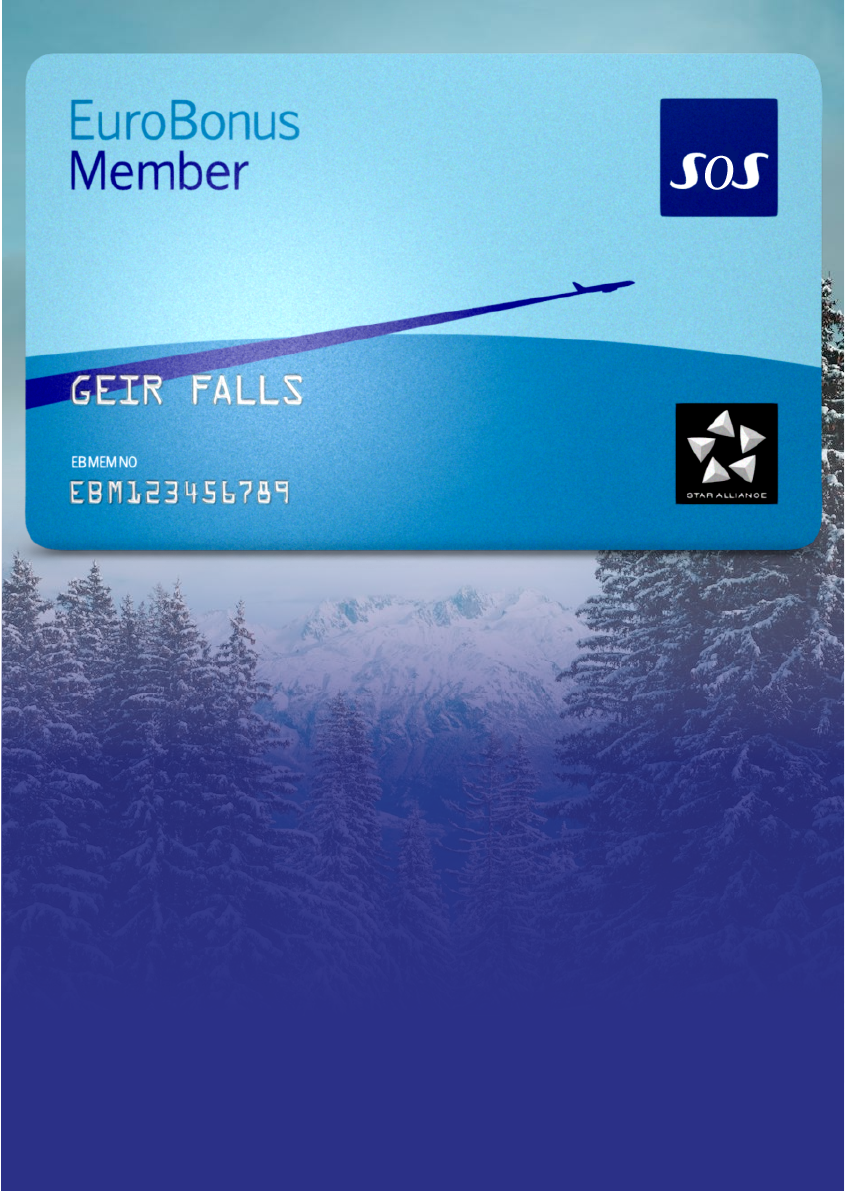 EuroBonus
Member
SOS
GEIR FALLS
EBMEMNO
EBM123456789
STAR ALLIANCE